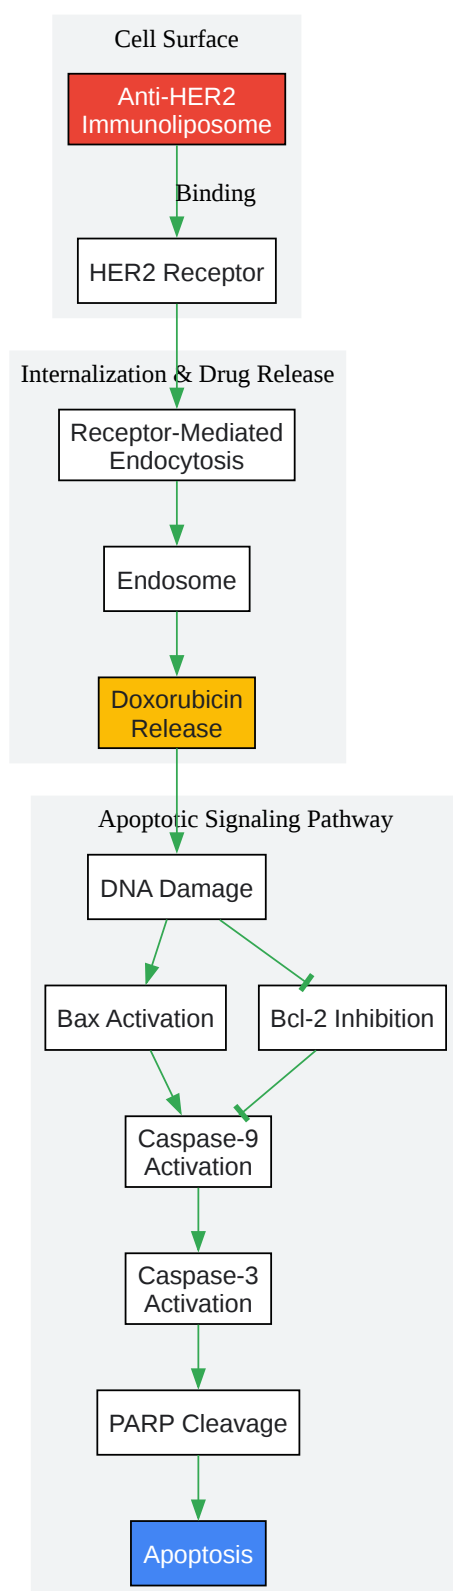 Cell Surface
Anti-HER2
Immunoliposome
Binding
HER2 Receptor
Internalization & Drug Release
Receptor-Mediated
Endocytosis
Endosome
Doxorubicin
Release
Apoptotic Signaling Pathway
DNA Damage
Bax Activation
Bcl-2 Inhibition
Caspase-9
Activation
Caspase-3
Activation
PARP Cleavage
Apoptosis